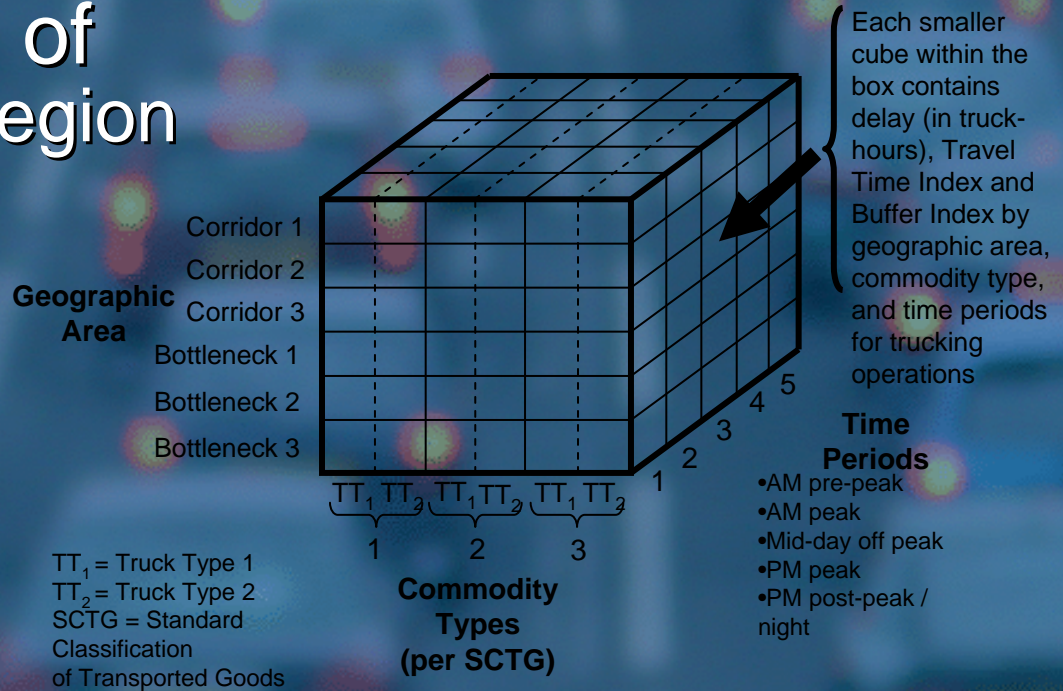 of
egion
Each smaller
cube within the
box contains
delay (in truck-
hours), Travel
Time Index and
Buffer Index by
geographic area,
commodity type,
and time periods
for trucking
operations
Geographic
Area
Corridor 1
Corridor 2
Corridor 3
Bottleneck 1
Bottleneck 2
Bottleneck 3
TT1 TT2 TT1 TT2 TT1 TT2
1 2 3
Commodity
Types
(per SCTG)
1
2
3
4
5
Time
Periods
•AM pre-peak
•AM peak
•Mid-day off peak
•PM peak
•PM post-peak /
night
TT1 = Truck Type 1
TT2 = Truck Type 2
SCTG = Standard
Classification
of Transported Goods